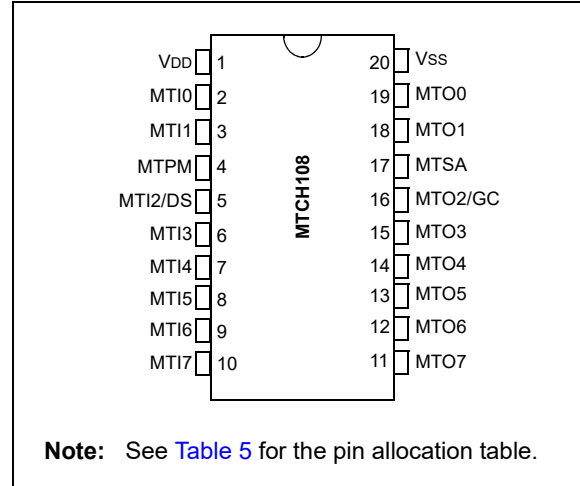 VDD 1 20 VSS
MTI0 2 19 MTO0
MTI1 3 18 MTO1
MTPM 4 17 MTSA
MTI2/DS 5 16 MTO2/GC
MTI3 6 15 MTO3
MTI4 7 14 MTO4
MTI5 8 13 MTO5
MTI6 9 12 MTO6
MTI7 10 11 MTO7
MTCH108
Note: See Table 5 for the pin allocation table.